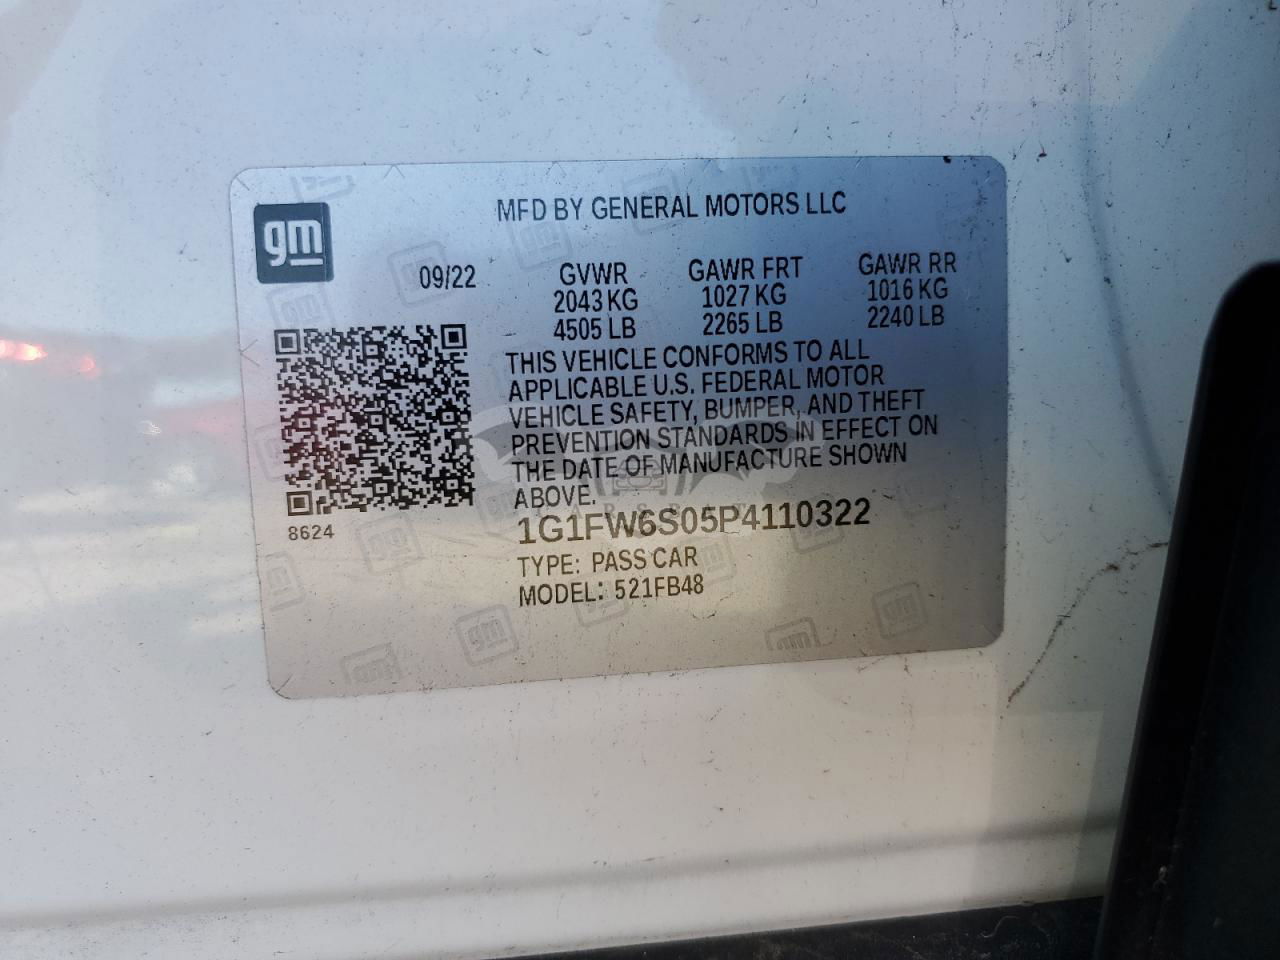 gm
MFD BY GENERAL MOTORS LLC
09/22
GVWR
2043 KG
4505 LB
GAWR FRT
1027 KG
2265 LB
GAWR RR
1016 KG
2240 LB
THIS VEHICLE CONFORMS TO ALL
APPLICABLE U.S. FEDERAL MOTOR
VEHICLE SAFETY, BUMPER, AND THEFT
PREVENTION STANDARDS IN EFFECT ON
THE DATE OF MANUFACTURE SHOWN
ABOVE.
8624
1G1FW6S05P4110322
TYPE: PASS CAR
MODEL: 521FB48